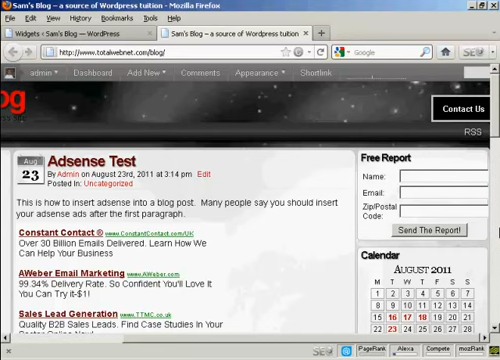 Sam's Blog – a source of Wordpress tuition – Mozilla Firefox
File Edit View History Bookmarks Tools Help
Widgets ‹ Sam's Blog — WordPress
Sam's Blog – a source of Wordpress tuition
http://www.totalwebnet.com/blog/
Google
admin Dashboard Add New Comments Appearance Shortlink
og
Contact Us
RSS
Aug
23
Adsense Test
By Admin on August 23rd, 2011 at 3:14 pm Edit
Posted In: Uncategorized
This is how to insert adsense into a blog post. Many people say you should insert
your adsense ads after the first paragraph.
Constant Contact ® www.ConstantContact.com/UK
Over 30 Billion Emails Delivered. Learn How We
Can Help Your Business
AWeber Email Marketing www.AWeber.com
99.34% Delivery Rate. So Confident You'll Love It
You Can Try it-$1!
Sales Lead Generation www.TTMC.co.uk
Quality B2B Sales Leads. Find Case Studies In Your
Free Report
Name:
Email:
Zip/Postal
Code:
Send The Report!
Calendar
AUGUST 2011
M T W T F S S
1 2 3 4 5 6 7
8 9 10 11 12 13 14
15 16 17 18 19 20 21
22 23 24 25 26 27 28
PageRank Alexa Compete mozRank